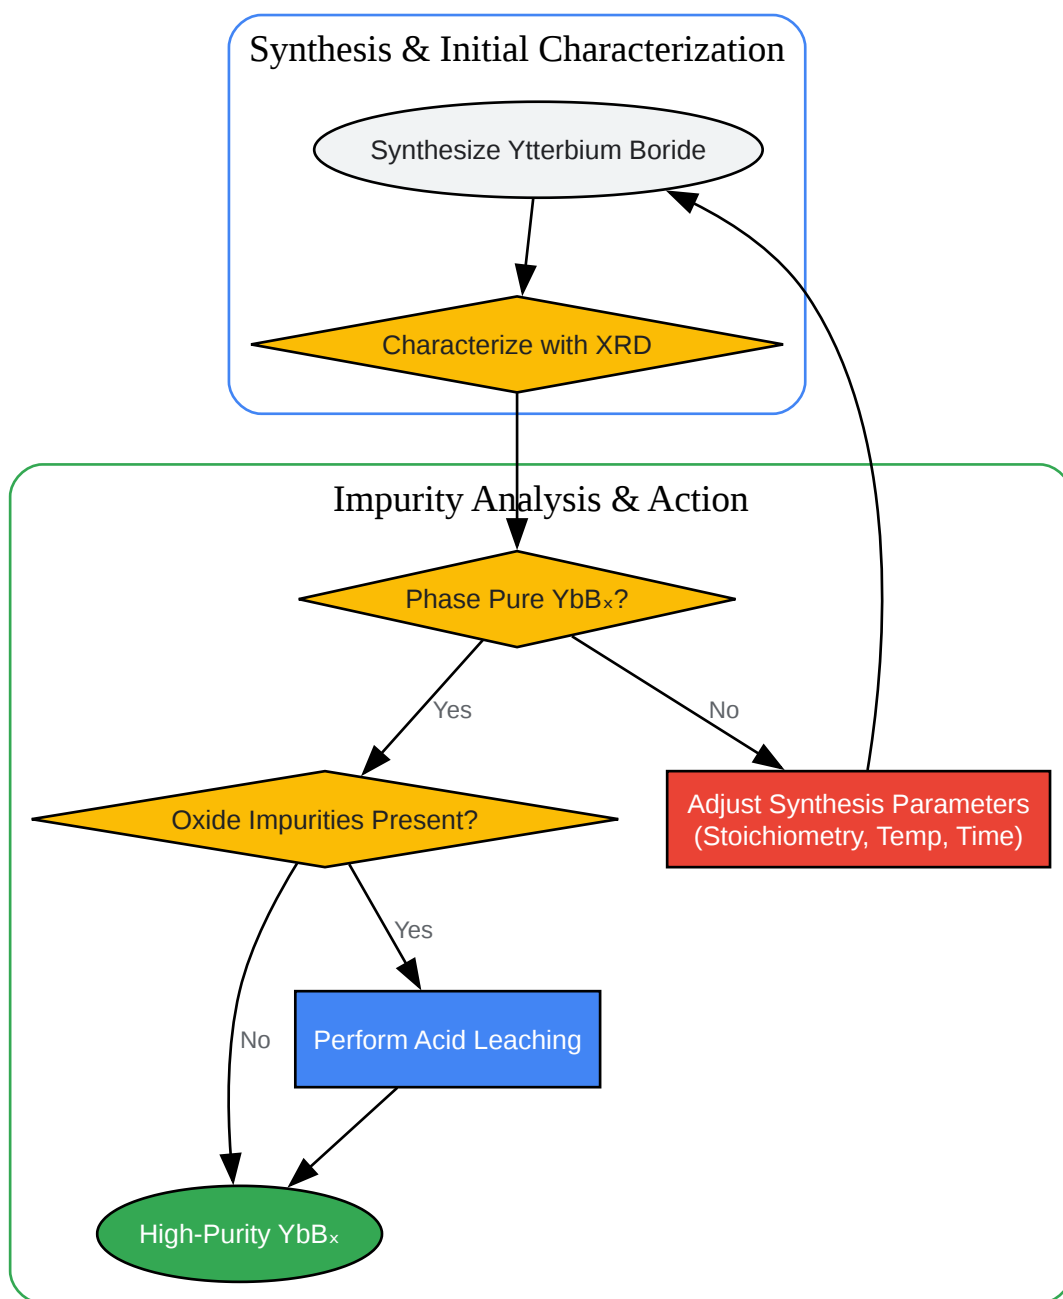 Synthesis & Initial Characterization
Synthesize Ytterbium Boride
Characterize with XRD
Impurity Analysis & Action
Phase Pure YbBₓ?
Yes
No
Oxide Impurities Present?
Adjust Synthesis Parameters
(Stoichiometry, Temp, Time)
Yes
No
Perform Acid Leaching
High-Purity YbBₓ